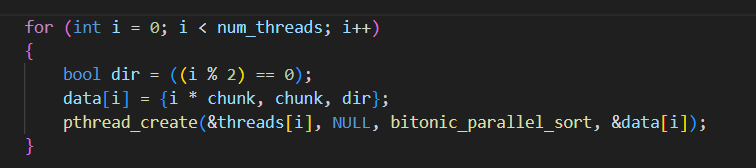 for (int i = 0; i < num_threads; i++)
{
    bool dir = ((i % 2) == 0);
    data[i] = {i * chunk, chunk, dir};
    pthread_create(&threads[i], NULL, bitonic_parallel_sort, &data[i]);
}